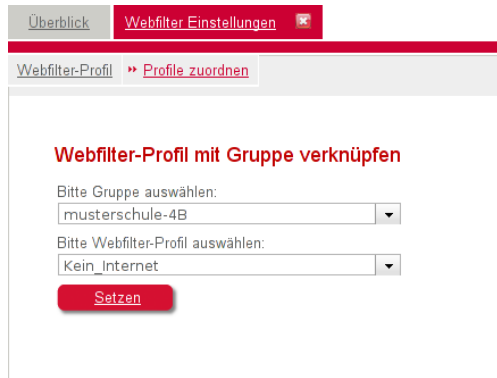 Überblick Webfilter Einstellungen
Webfilter-Profil Profile zuordnen
Webfilter-Profil mit Gruppe verknüpfen
Bitte Gruppe auswählen:
musterschule-4B
Bitte Webfilter-Profil auswählen:
Kein_Internet
Setzen